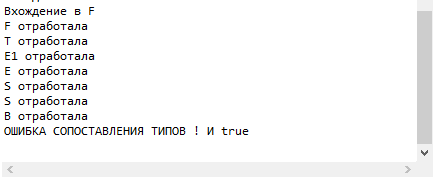 Вхождение в F
F отработала
T отработала
E1 отработала
E отработала
S отработала
S отработала
B отработала
ОШИБКА СОПОСТАВЛЕНИЯ ТИПОВ ! И true